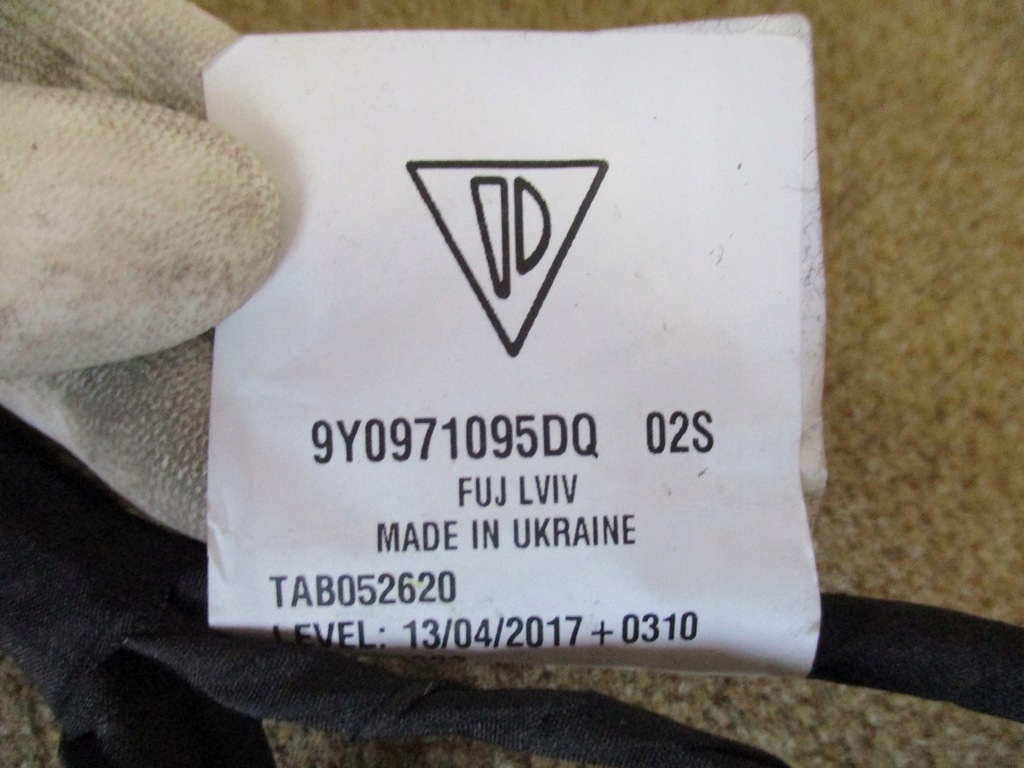 9Y0971095DQ 02S
FUJ LVIV
MADE IN UKRAINE
TAB052620
LEVEL: 13/04/2017+0310